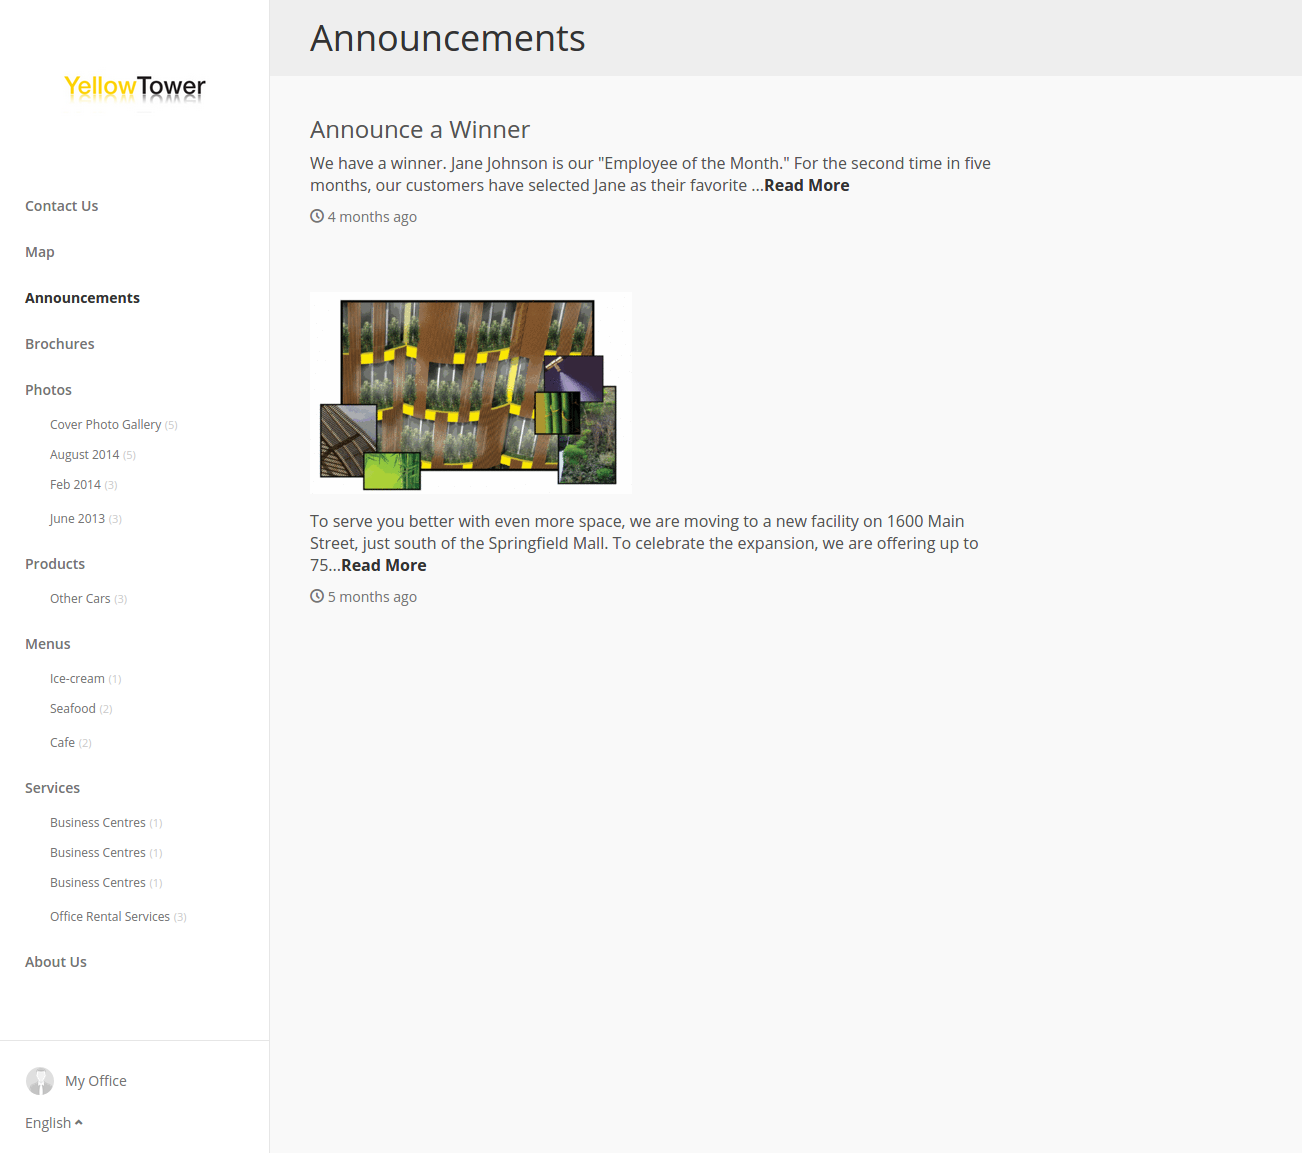 YellowTower
Contact Us
Map
Announcements
Brochures
Photos
Cover Photo Gallery (5)
August 2014 (5)
Feb 2014 (3)
June 2013 (3)
Products
Other Cars (3)
Menus
Ice-cream (1)
Seafood (2)
Cafe (2)
Services
Business Centres (1)
Business Centres (1)
Business Centres (1)
Office Rental Services (3)
About Us
My Office
English
Announcements
Announce a Winner
We have a winner. Jane Johnson is our "Employee of the Month." For the second time in five
months, our customers have selected Jane as their favorite ...Read More
4 months ago
To serve you better with even more space, we are moving to a new facility on 1600 Main
Street, just south of the Springfield Mall. To celebrate the expansion, we are offering up to
75...Read More
5 months ago